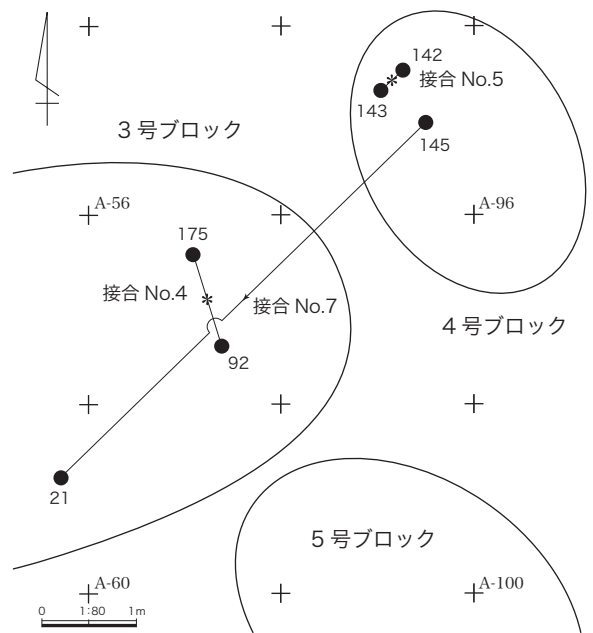 142
接合 No.5
143
3 号ブロック
145
A-56
A-96
175
接合 No.4
接合 No.7
4 号ブロック
92
21
5 号ブロック
A-60
A-100
0 1:80 1m